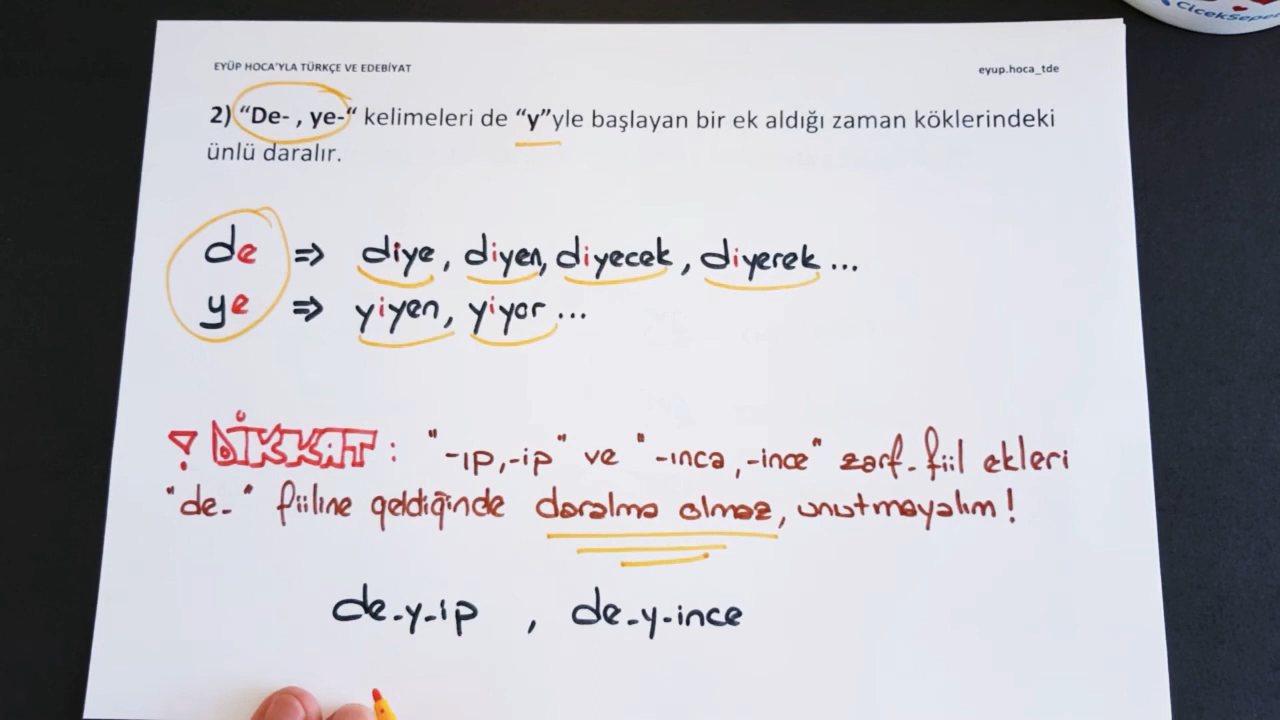 CicekSepe
EYÜP HOCA'YLA TÜRKÇE VE EDEBİYAT
eyup.hoca_tde
2) “De- , ye-“ kelimeleri de “y”yle başlayan bir ek aldığı zaman köklerindeki
ünlü daralır.
de ⇒ diye, diyen, diyecek, diyerek...
ye ⇒ yiyen, yiyor...
! DİKKAT: "-ıp,-ip" ve "-ınca,-ince" zarf-fiil ekleri
"de-" fiiline geldiğinde daralma olmaz, unutmayalım!
de-y-ip , de-y-ince